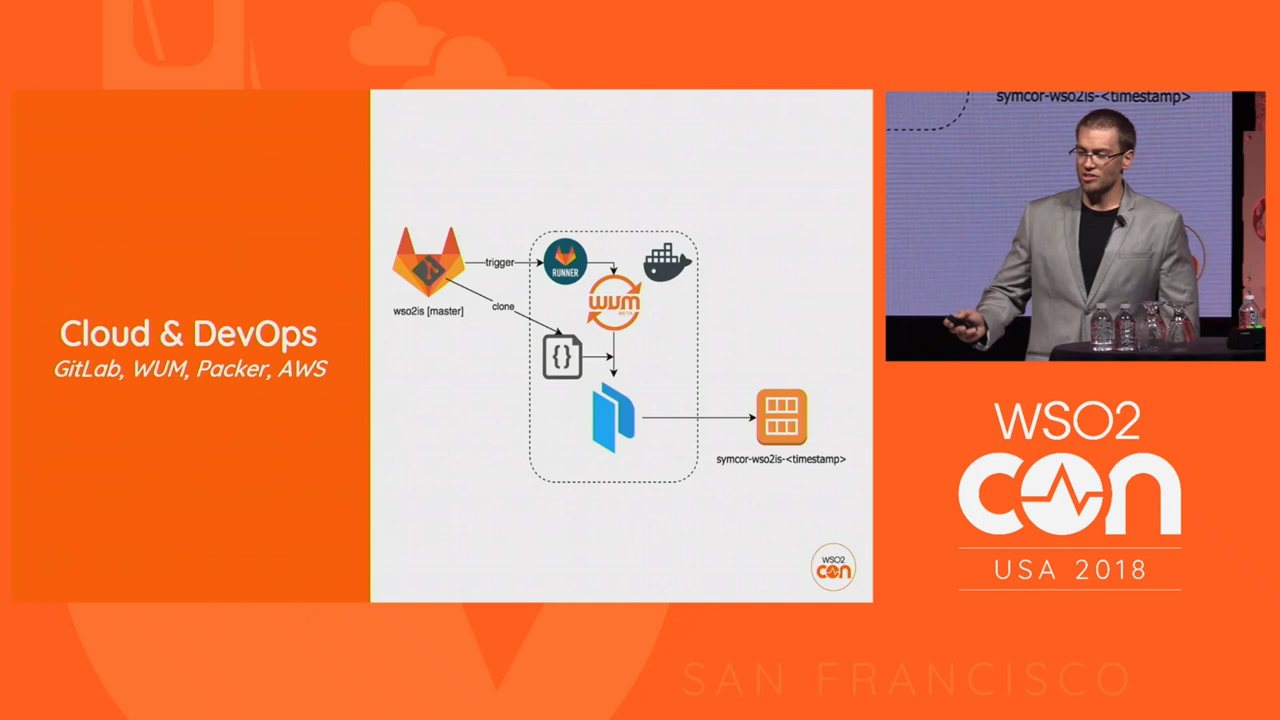 Cloud & DevOps
GitLab, WUM, Packer, AWS
trigger
RUNNER
WUM
BETA
wso2is [master]
clone
{}
symcor-wso2is-<timestamp>
WSO2
CON
symcor-wso2is-<timestamp>
WSO2
CON
USA 2018
SAN FRANCISCO